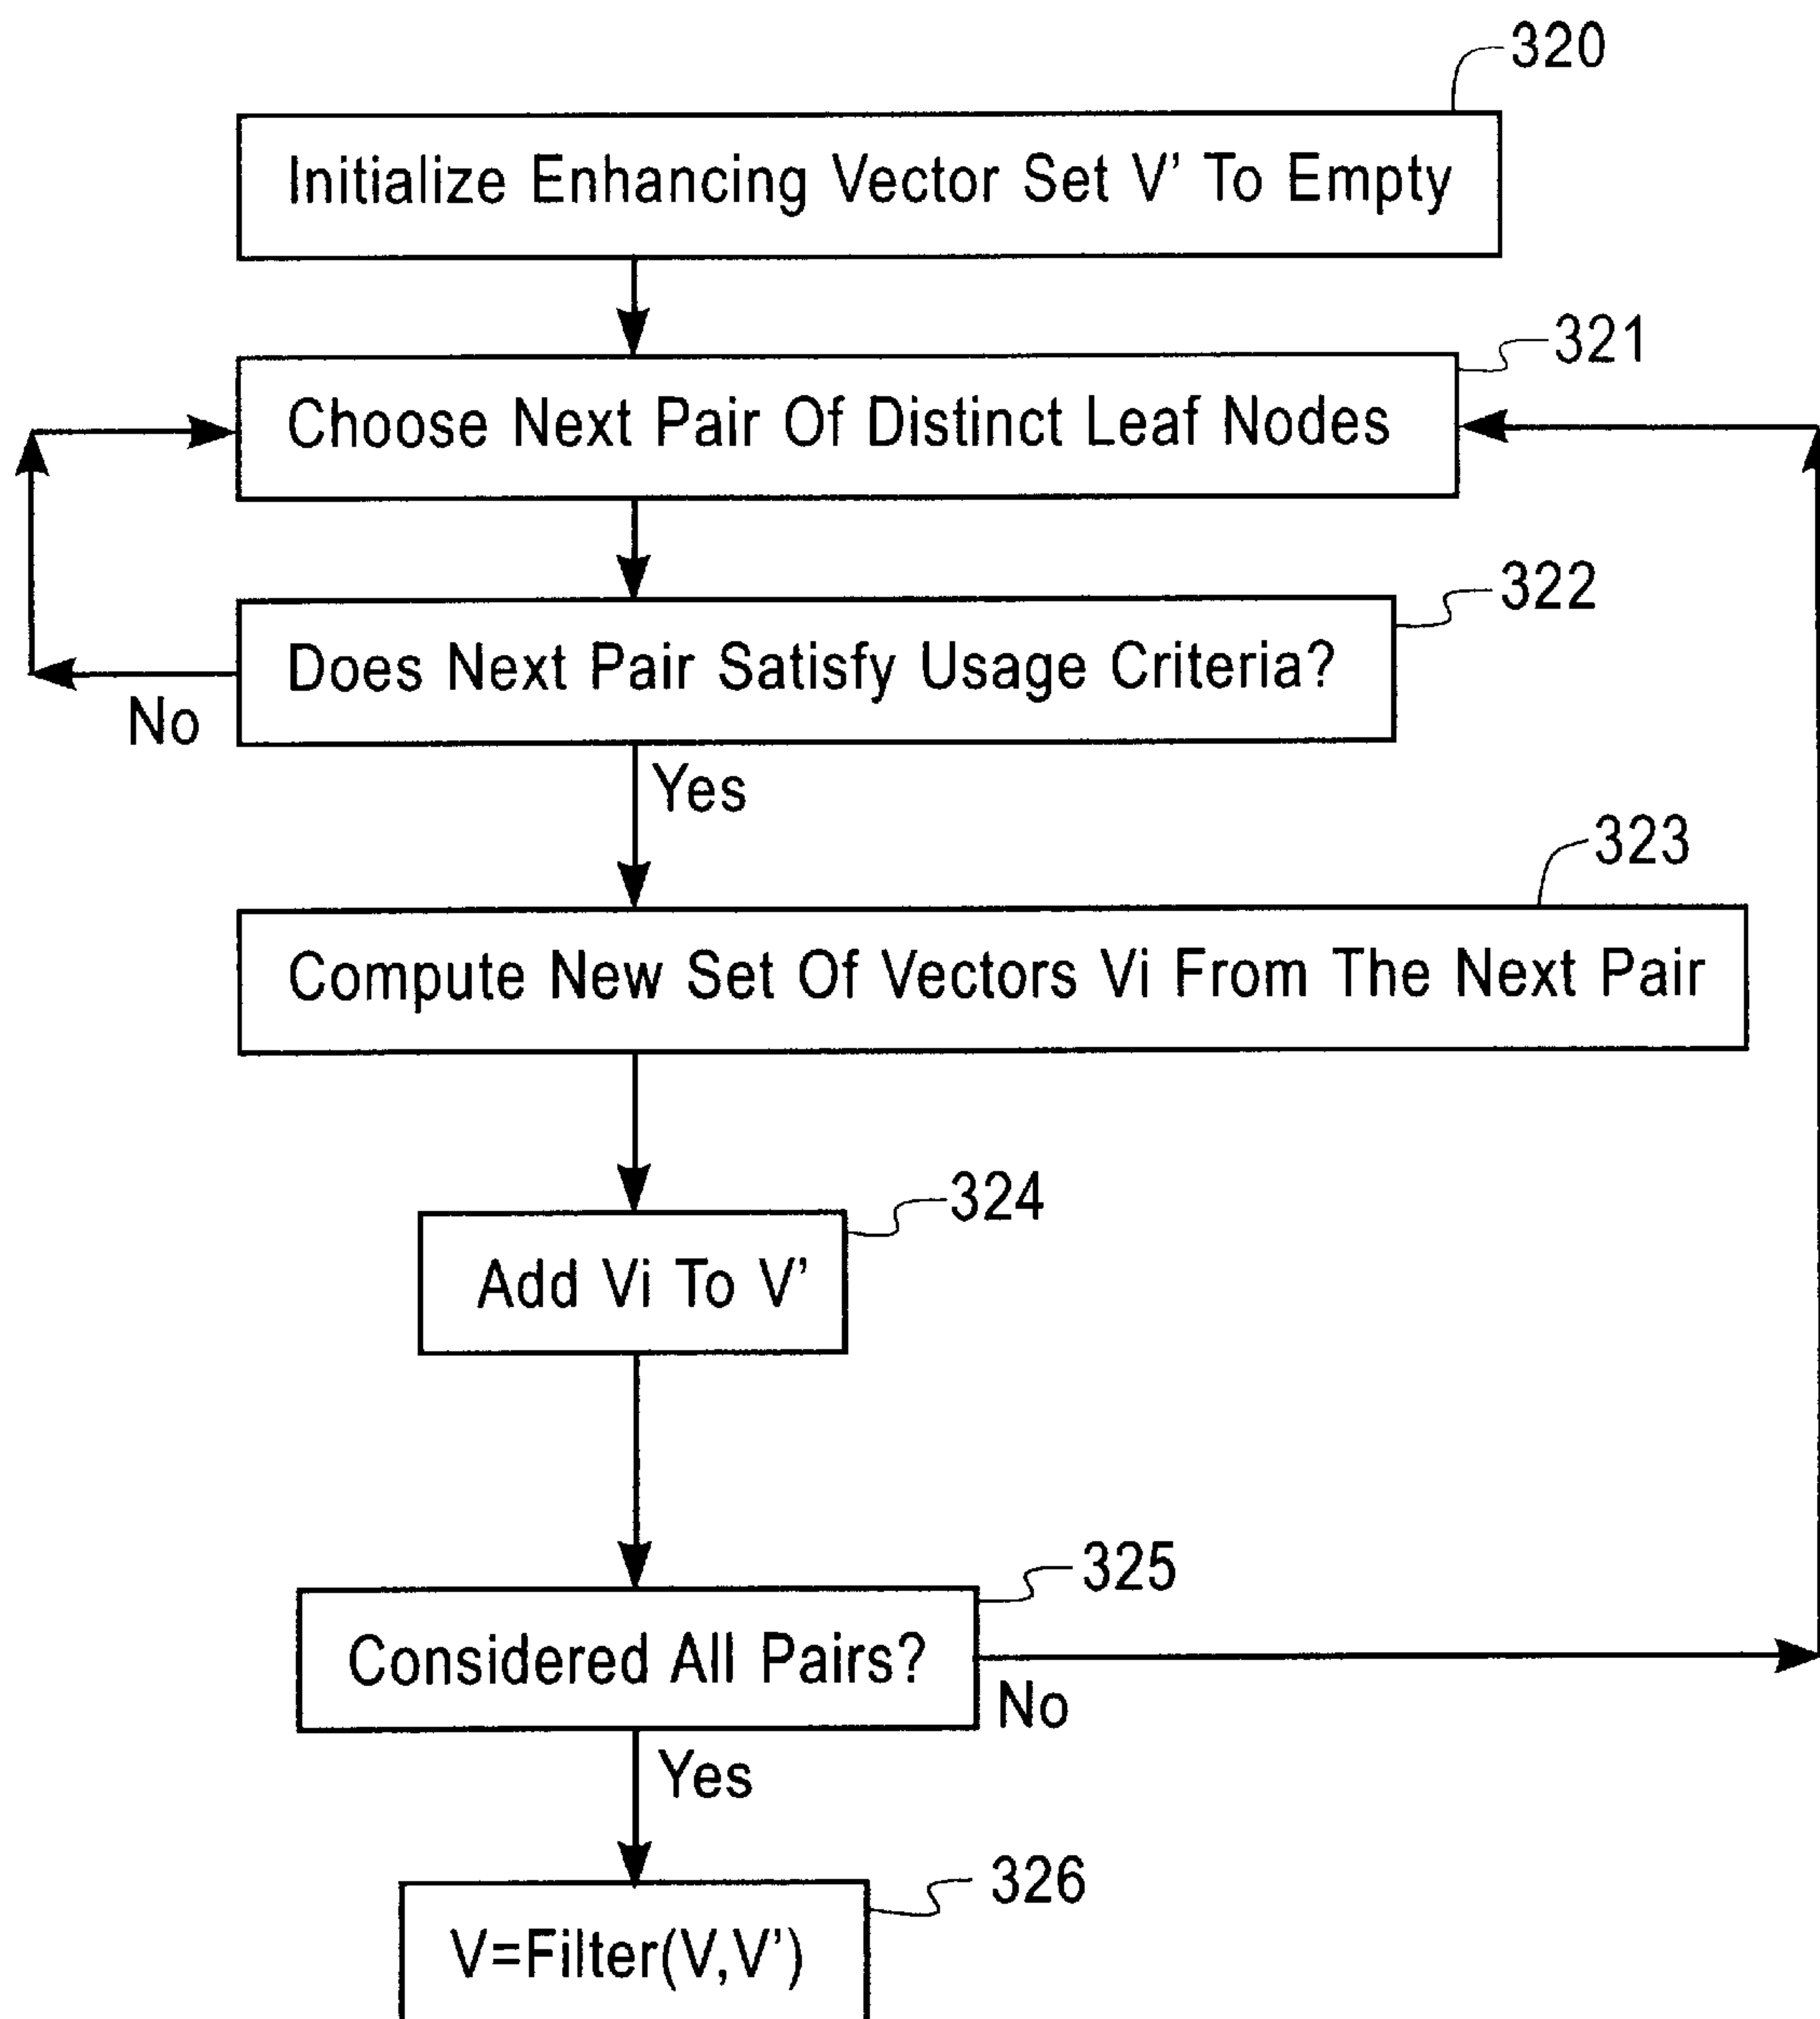 320
Initialize Enhancing Vector Set V' To Empty
321
Choose Next Pair Of Distinct Leaf Nodes
322
Does Next Pair Satisfy Usage Criteria?
No
Yes
323
Compute New Set Of Vectors Vi From The Next Pair
324
Add Vi To V'
325
Considered All Pairs?
No
Yes
326
V=Filter(V,V')